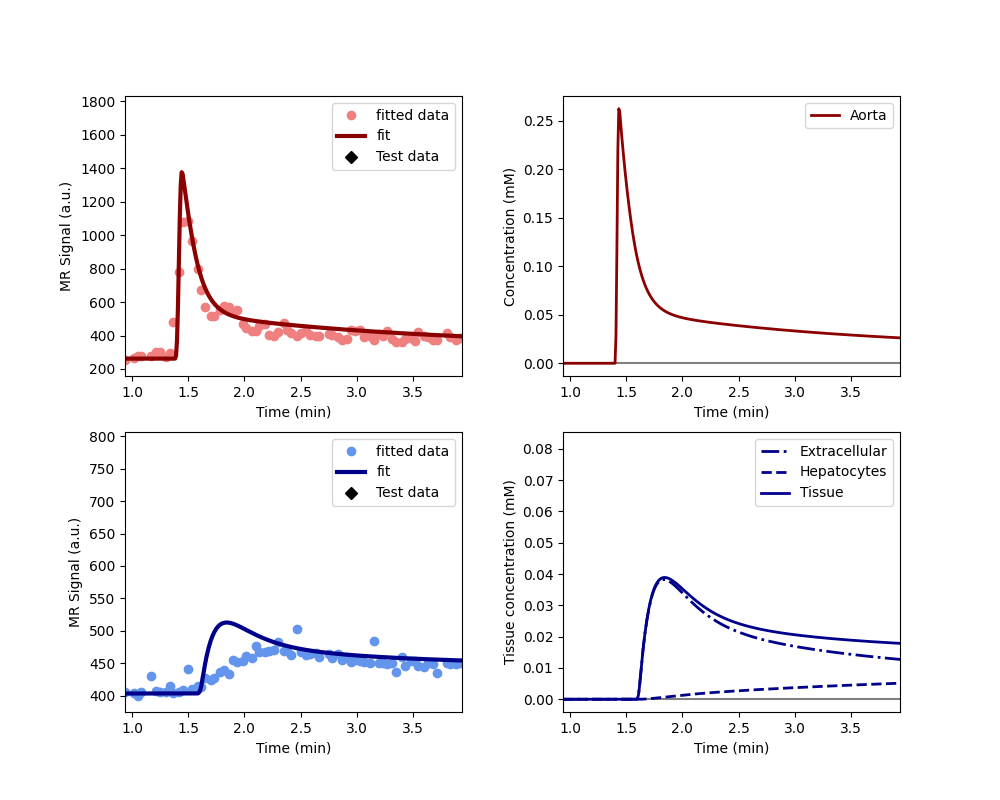 1800
1600
1400
1200
1000
800
600
400
200
MR Signal (a.u.)
fitted data
fit
Test data
1.0 1.5 2.0 2.5 3.0 3.5
Time (min)
0.25
0.20
0.15
0.10
0.05
0.00
Concentration (mM)
Aorta
1.0 1.5 2.0 2.5 3.0 3.5
Time (min)
800
750
700
650
600
550
500
450
400
MR Signal (a.u.)
fitted data
fit
Test data
1.0 1.5 2.0 2.5 3.0 3.5
Time (min)
0.08
0.07
0.06
0.05
0.04
0.03
0.02
0.01
0.00
Tissue concentration (mM)
Extracellular
Hepatocytes
Tissue
1.0 1.5 2.0 2.5 3.0 3.5
Time (min)